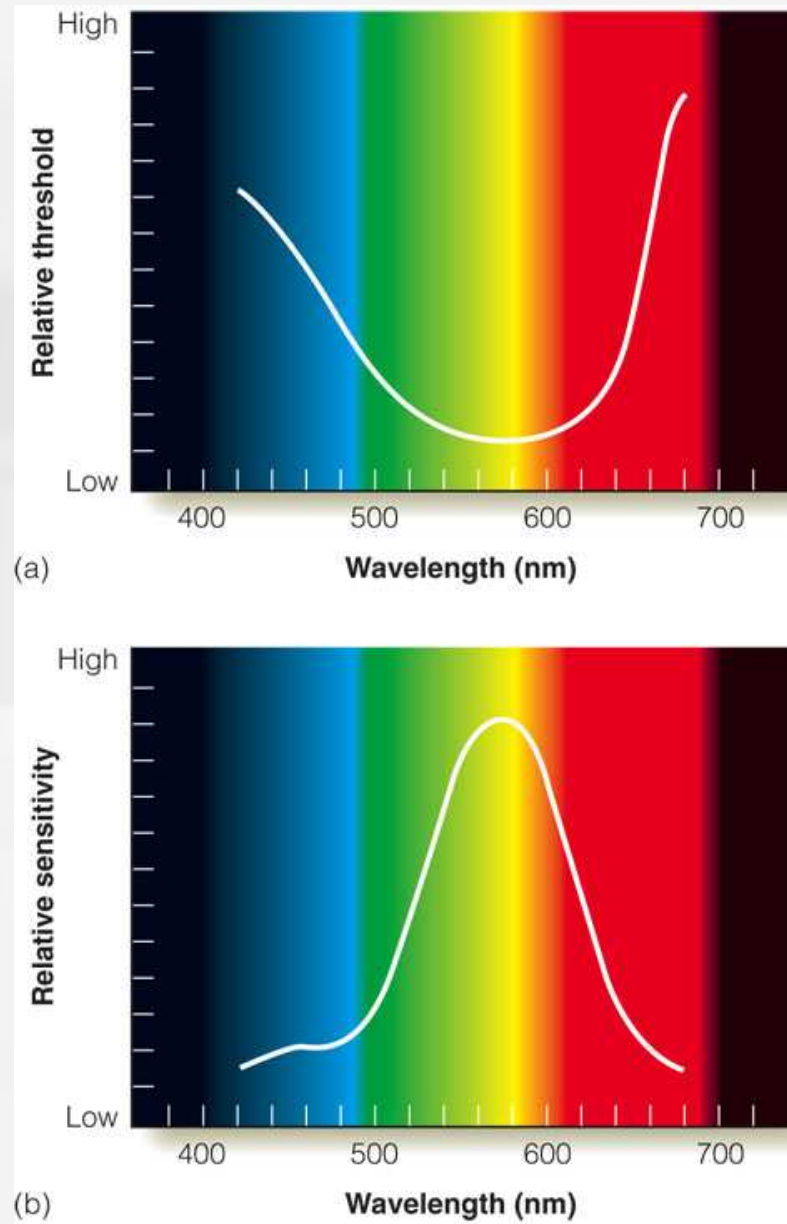 High
Relative threshold
Low
400 500 600 700
(a) Wavelength (nm)
High
Relative sensitivity
Low
400 500 600 700
(b) Wavelength (nm)